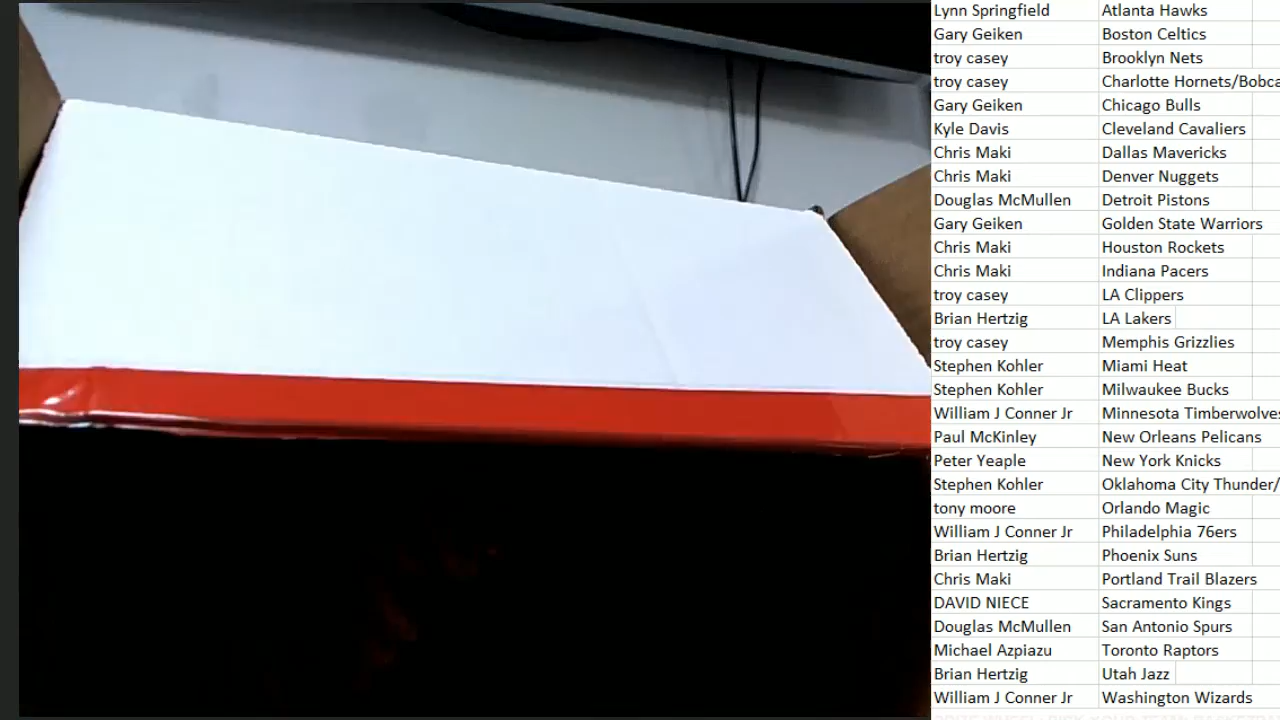 Lynn Springfield Atlanta Hawks
Gary Geiken Boston Celtics
troy casey Brooklyn Nets
troy casey Charlotte Hornets/Bobca
Gary Geiken Chicago Bulls
Kyle Davis Cleveland Cavaliers
Chris Maki Dallas Mavericks
Chris Maki Denver Nuggets
Douglas McMullen Detroit Pistons
Gary Geiken Golden State Warriors
Chris Maki Houston Rockets
Chris Maki Indiana Pacers
troy casey LA Clippers
Brian Hertzig LA Lakers
troy casey Memphis Grizzlies
Stephen Kohler Miami Heat
Stephen Kohler Milwaukee Bucks
William J Conner Jr Minnesota Timberwolves
Paul McKinley New Orleans Pelicans
Peter Yeaple New York Knicks
Stephen Kohler Oklahoma City Thunder/
tony moore Orlando Magic
William J Conner Jr Philadelphia 76ers
Brian Hertzig Phoenix Suns
Chris Maki Portland Trail Blazers
DAVID NIECE Sacramento Kings
Douglas McMullen San Antonio Spurs
Michael Azpiazu Toronto Raptors
Brian Hertzig Utah Jazz
William J Conner Jr Washington Wizards